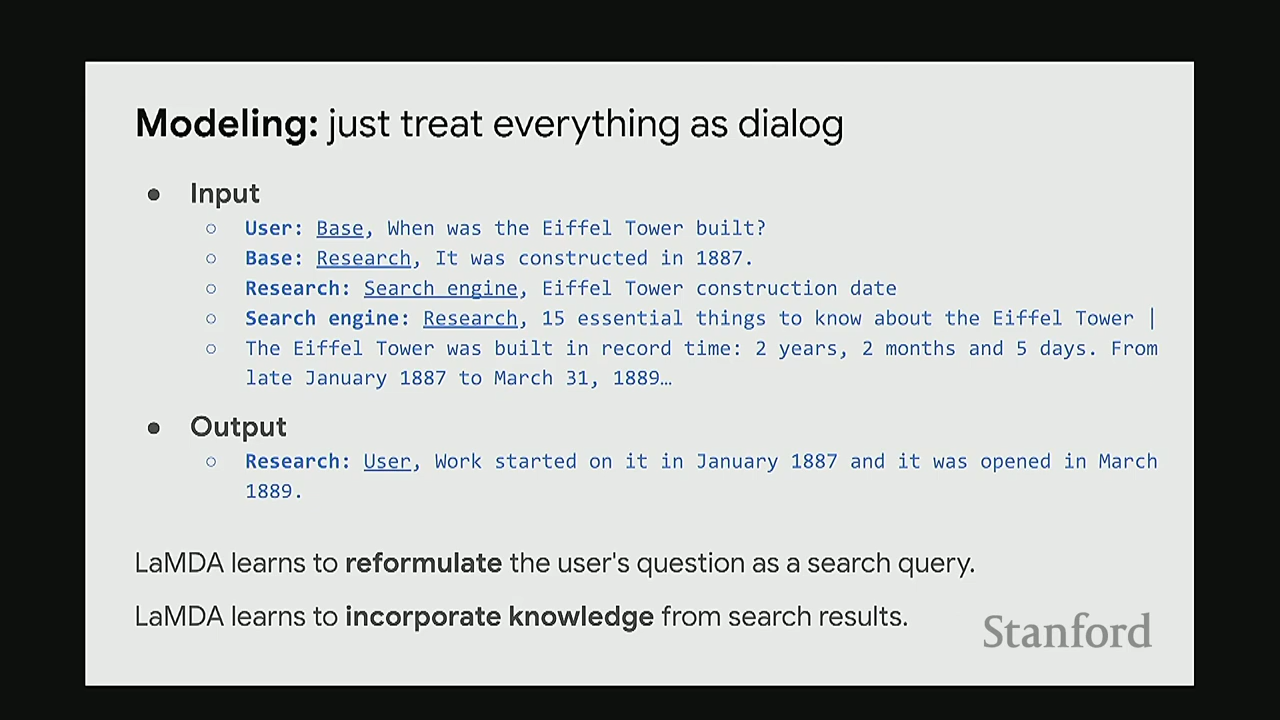 Modeling: just treat everything as dialog
● Input
○ User: Base, When was the Eiffel Tower built?
○ Base: Research, It was constructed in 1887.
○ Research: Search engine, Eiffel Tower construction date
○ Search engine: Research, 15 essential things to know about the Eiffel Tower |
○ The Eiffel Tower was built in record time: 2 years, 2 months and 5 days. From
late January 1887 to March 31, 1889…
● Output
○ Research: User, Work started on it in January 1887 and it was opened in March
1889.
LaMDA learns to reformulate the user's question as a search query.
LaMDA learns to incorporate knowledge from search results.
Stanford